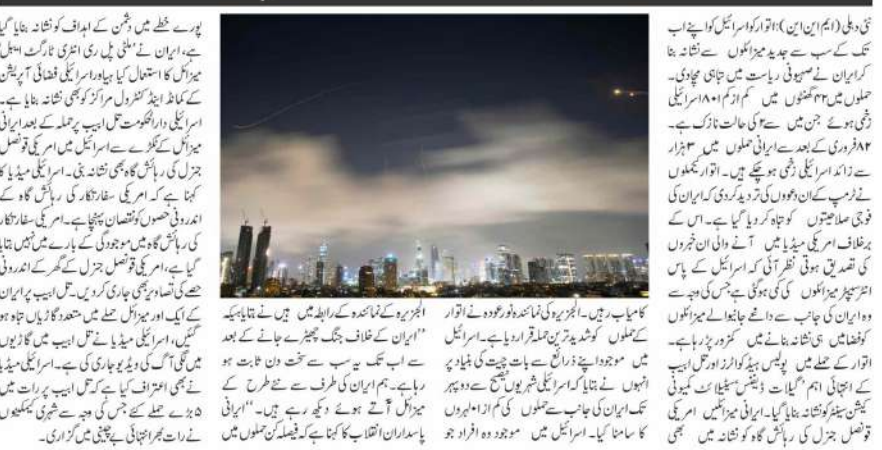 نئی دہلی (ایم این این): اتوار کو اسرائیل کو اپنے اب
تک کے سب سے جدید میزائلوں سے نشانہ بنا
کر ایران نے صہیونی ریاست میں تباہی مچادی۔
حملوں میں ۲۴ گھنٹوں میں کم از کم ۱۰۸ اسرائیلی
زخمی ہوئے جن میں سے ۲ کی حالت نازک ہے۔
۲۸ فروری کے بعد سے ایرانی حملوں میں ۳ ہزار
سے زائد اسرائیلی زخمی ہو چکے ہیں۔ اتوار کے حملوں
نے ٹرمپ کے ان دعووں کی تردید کردی کہ ایران کی
فوجی صلاحیتوں کو تباہ کر دیا گیا ہے۔ اس کے
برخلاف امریکی میڈیا میں آنے والی ان خبروں
کی تصدیق ہوتی نظر آئی کہ اسرائیل کے پاس
انٹرسیپٹر میزائلوں کی کمی ہوگئی ہے جس کی وجہ سے
وہ ایران کی جانب سے داغے جانیوالے میزائلوں
کو فضا میں ہی نشانہ بنانے میں کمزور پڑ رہا ہے۔
اتوار کے حملے میں پولیس ہیڈ کوارٹرز اور تل ابیب
کے انتہائی اہم ''گیلات ڈیفنس سیٹیلائٹ کمیونی
کیشن سینٹر کو نشانہ بنایا گیا۔ ایرانی میزائلیں امریکی
قونصل جنرل کی رہائش گاہ کو نشانہ میں بھی
کامیاب رہیں۔ الجزیرہ کی نمائندہ نور عودہ نے اتوار
کے حملوں کو شدید ترین حملہ قرار دیا ہے۔ اسرائیل
میں موجود اپنے ذرائع سے بات چیت کی بنیاد پر
انہوں نے بتایا کہ اسرائیلی شہریوں کو صبح سے دوپہر
تک ایران کی جانب سے حملوں کی کم از ۱۰ لہروں
کا سامنا کیا۔ اسرائیل میں موجود وہ افراد جو
الجزیرہ کے نمائندہ کے رابطہ میں ہیں نے بتایا ہیکہ
''ایران کے خلاف جنگ چھیڑے جانے کے بعد
سے اب تک یہ سب سے سخت دن ثابت ہو
رہا ہے۔ ہم ایران کی طرف سے نئے طرح کے
میزائل آتے ہوئے دیکھ رہے ہیں۔'' ایرانی
پاسداران انقلاب کا کہنا ہے کہ فیصلہ کن حملوں میں
پورے خطے میں دشمن کے اہداف کو نشانہ بنایا گیا
ہے، ایران نے 'ملٹی پل ری انٹری ٹارگٹ ایبل'
میزائل کا استعمال کیا ہے اور اسرائیلی فضائی آپریشن
کے کمانڈ اینڈ کنٹرول مراکز کو بھی نشانہ بنایا ہے۔
اسرائیلی دارالحکومت تل ابیب پر حملہ کے بعد ایرانی
میزائل کے ٹکڑے سے اسرائیل میں امریکی قونصل
جنرل کی رہائش گاہ بھی نشانہ بنی۔ اسرائیلی میڈیا کا
کہنا ہے کہ امریکی سفارتکار کی رہائش گاہ کے
اندرونی حصوں کو نقصان پہنچا ہے۔ امریکی سفارتکار
کی رہائش گاہ میں موجودگی کے بارے میں نہیں بتایا
گیا ہے، امریکی قونصل جنرل کے گھر کے اندرونی
حصے کی تصاویر بھی جاری کردیں۔ تل ابیب پر ایران
کے ایک اور میزائل حملے میں متعدد گاڑیاں تباہ ہو
گئیں، اسرائیلی میڈیا نے تل ابیب میں گاڑیوں
میں لگی آگ کی ویڈیو جاری کی ہے۔ اسرائیلی میڈیا
نے بھی اعتراف کیا ہے کہ تل ابیب پر رات میں
۵ بڑے حملے کئے جس کی وجہ سے شہری
نے رات بھر انتہائی بے چینی میں گزاری۔